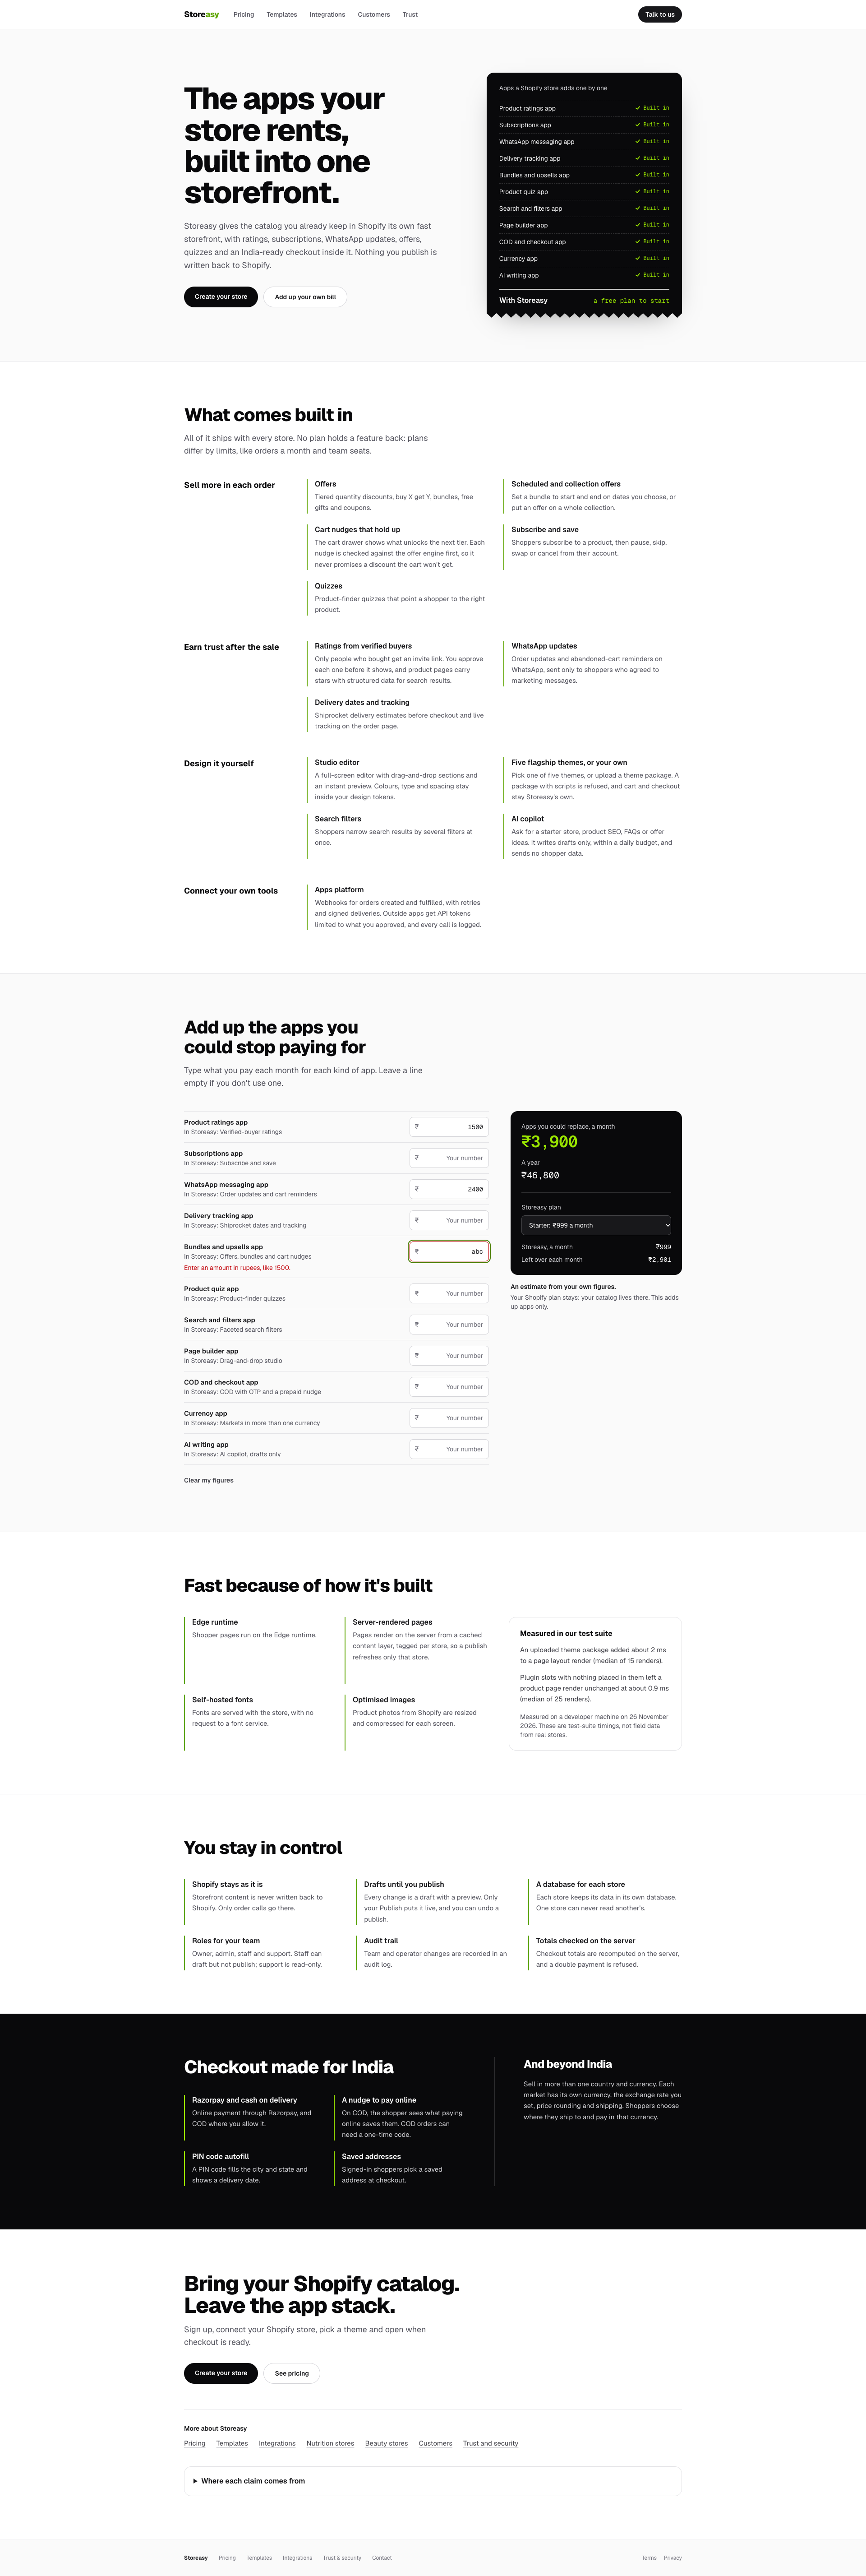 Storeasy
Pricing
Templates
Integrations
Customers
Trust
Talk to us
The apps your
store rents,
built into one
storefront.
Storeasy gives the catalog you already keep in Shopify its own fast
storefront, with ratings, subscriptions, WhatsApp updates, offers,
quizzes and an India-ready checkout inside it. Nothing you publish is
written back to Shopify.
Create your store
Add up your own bill
Apps a Shopify store adds one by one
Product ratings app ✓ Built in
Subscriptions app ✓ Built in
WhatsApp messaging app ✓ Built in
Delivery tracking app ✓ Built in
Bundles and upsells app ✓ Built in
Product quiz app ✓ Built in
Search and filters app ✓ Built in
Page builder app ✓ Built in
COD and checkout app ✓ Built in
Currency app ✓ Built in
AI writing app ✓ Built in
With Storeasy a free plan to start
What comes built in
All of it ships with every store. No plan holds a feature back: plans
differ by limits, like orders a month and team seats.
Sell more in each order
Offers
Tiered quantity discounts, buy X get Y, bundles, free
gifts and coupons.
Scheduled and collection offers
Set a bundle to start and end on dates you choose, or
put an offer on a whole collection.
Cart nudges that hold up
The cart drawer shows what unlocks the next tier. Each
nudge is checked against the offer engine first, so it
never promises a discount the cart won't get.
Subscribe and save
Shoppers subscribe to a product, then pause, skip,
swap or cancel from their account.
Quizzes
Product-finder quizzes that point a shopper to the right
product.
Earn trust after the sale
Ratings from verified buyers
Only people who bought get an invite link. You approve
each one before it shows, and product pages carry
stars with structured data for search results.
WhatsApp updates
Order updates and abandoned-cart reminders on
WhatsApp, sent only to shoppers who agreed to
marketing messages.
Delivery dates and tracking
Shiprocket delivery estimates before checkout and live
tracking on the order page.
Design it yourself
Studio editor
A full-screen editor with drag-and-drop sections and
an instant preview. Colours, type and spacing stay
inside your design tokens.
Five flagship themes, or your own
Pick one of five themes, or upload a theme package. A
package with scripts is refused, and cart and checkout
stay Storeasy's own.
Search filters
Shoppers narrow search results by several filters at
once.
AI copilot
Ask for a starter store, product SEO, FAQs or offer
ideas. It writes drafts only, within a daily budget, and
sends no shopper data.
Connect your own tools
Apps platform
Webhooks for orders created and fulfilled, with retries
and signed deliveries. Outside apps get API tokens
limited to what you approved, and every call is logged.
Add up the apps you
could stop paying for
Type what you pay each month for each kind of app. Leave a line
empty if you don't use one.
Product ratings app
In Storeasy: Verified-buyer ratings
₹ 1500
Subscriptions app
In Storeasy: Subscribe and save
₹ Your number
WhatsApp messaging app
In Storeasy: Order updates and cart reminders
₹ 2400
Delivery tracking app
In Storeasy: Shiprocket dates and tracking
₹ Your number
Bundles and upsells app
In Storeasy: Offers, bundles and cart nudges
Enter an amount in rupees, like 1500.
₹ abc
Product quiz app
In Storeasy: Product-finder quizzes
₹ Your number
Search and filters app
In Storeasy: Faceted search filters
₹ Your number
Page builder app
In Storeasy: Drag-and-drop studio
₹ Your number
COD and checkout app
In Storeasy: COD with OTP and a prepaid nudge
₹ Your number
Currency app
In Storeasy: Markets in more than one currency
₹ Your number
AI writing app
In Storeasy: AI copilot, drafts only
₹ Your number
Clear my figures
Apps you could replace, a month
₹3,900
A year
₹46,800
Storeasy plan
Starter: ₹999 a month
Storeasy, a month ₹999
Left over each month ₹2,901
An estimate from your own figures.
Your Shopify plan stays: your catalog lives there. This adds
up apps only.
Fast because of how it's built
Edge runtime
Shopper pages run on the Edge runtime.
Server-rendered pages
Pages render on the server from a cached
content layer, tagged per store, so a publish
refreshes only that store.
Self-hosted fonts
Fonts are served with the store, with no
request to a font service.
Optimised images
Product photos from Shopify are resized
and compressed for each screen.
Measured in our test suite
An uploaded theme package added about 2 ms
to a page layout render (median of 15 renders).
Plugin slots with nothing placed in them left a
product page render unchanged at about 0.9 ms
(median of 25 renders).
Measured on a developer machine on 26 November
2026. These are test-suite timings, not field data
from real stores.
You stay in control
Shopify stays as it is
Storefront content is never written back to
Shopify. Only order calls go there.
Drafts until you publish
Every change is a draft with a preview. Only
your Publish puts it live, and you can undo a
publish.
A database for each store
Each store keeps its data in its own database.
One store can never read another's.
Roles for your team
Owner, admin, staff and support. Staff can
draft but not publish; support is read-only.
Audit trail
Team and operator changes are recorded in an
audit log.
Totals checked on the server
Checkout totals are recomputed on the server,
and a double payment is refused.
Checkout made for India
Razorpay and cash on delivery
Online payment through Razorpay, and
COD where you allow it.
A nudge to pay online
On COD, the shopper sees what paying
online saves them. COD orders can
need a one-time code.
PIN code autofill
A PIN code fills the city and state and
shows a delivery date.
Saved addresses
Signed-in shoppers pick a saved
address at checkout.
And beyond India
Sell in more than one country and currency. Each
market has its own currency, the exchange rate you
set, price rounding and shipping. Shoppers choose
where they ship to and pay in that currency.
Bring your Shopify catalog.
Leave the app stack.
Sign up, connect your Shopify store, pick a theme and open when
checkout is ready.
Create your store
See pricing
More about Storeasy
Pricing
Templates
Integrations
Nutrition stores
Beauty stores
Customers
Trust and security
Where each claim comes from
Storeasy
Pricing
Templates
Integrations
Trust & security
Contact
Terms
Privacy